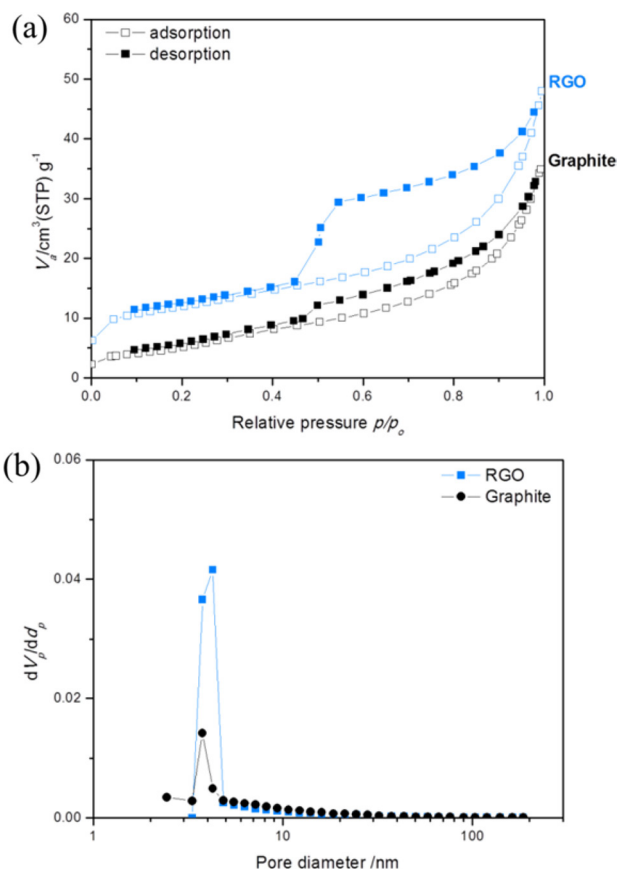 (a)
60
50
40
30
20
10
0
adsorption
desorption
RGO
Graphite
Vₐ/cm³(STP) g⁻¹
0.0 0.2 0.4 0.6 0.8 1.0
Relative pressure p/pₒ
(b)
0.06
0.04
0.02
0.00
RGO
Graphite
dVₚ/ddₚ
1 10 100
Pore diameter /nm